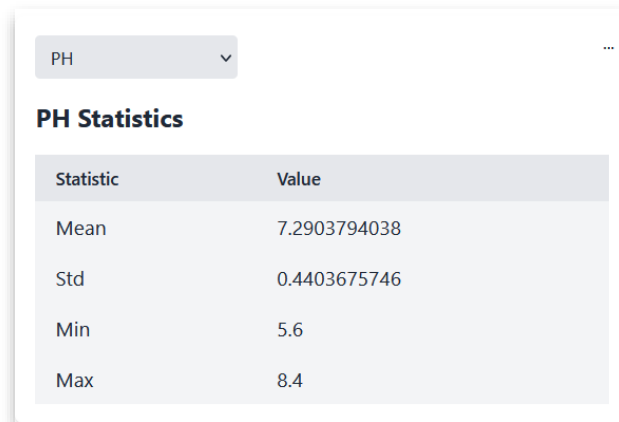 PH
...
PH Statistics
Statistic Value
Mean 7.2903794038
Std 0.4403675746
Min 5.6
Max 8.4